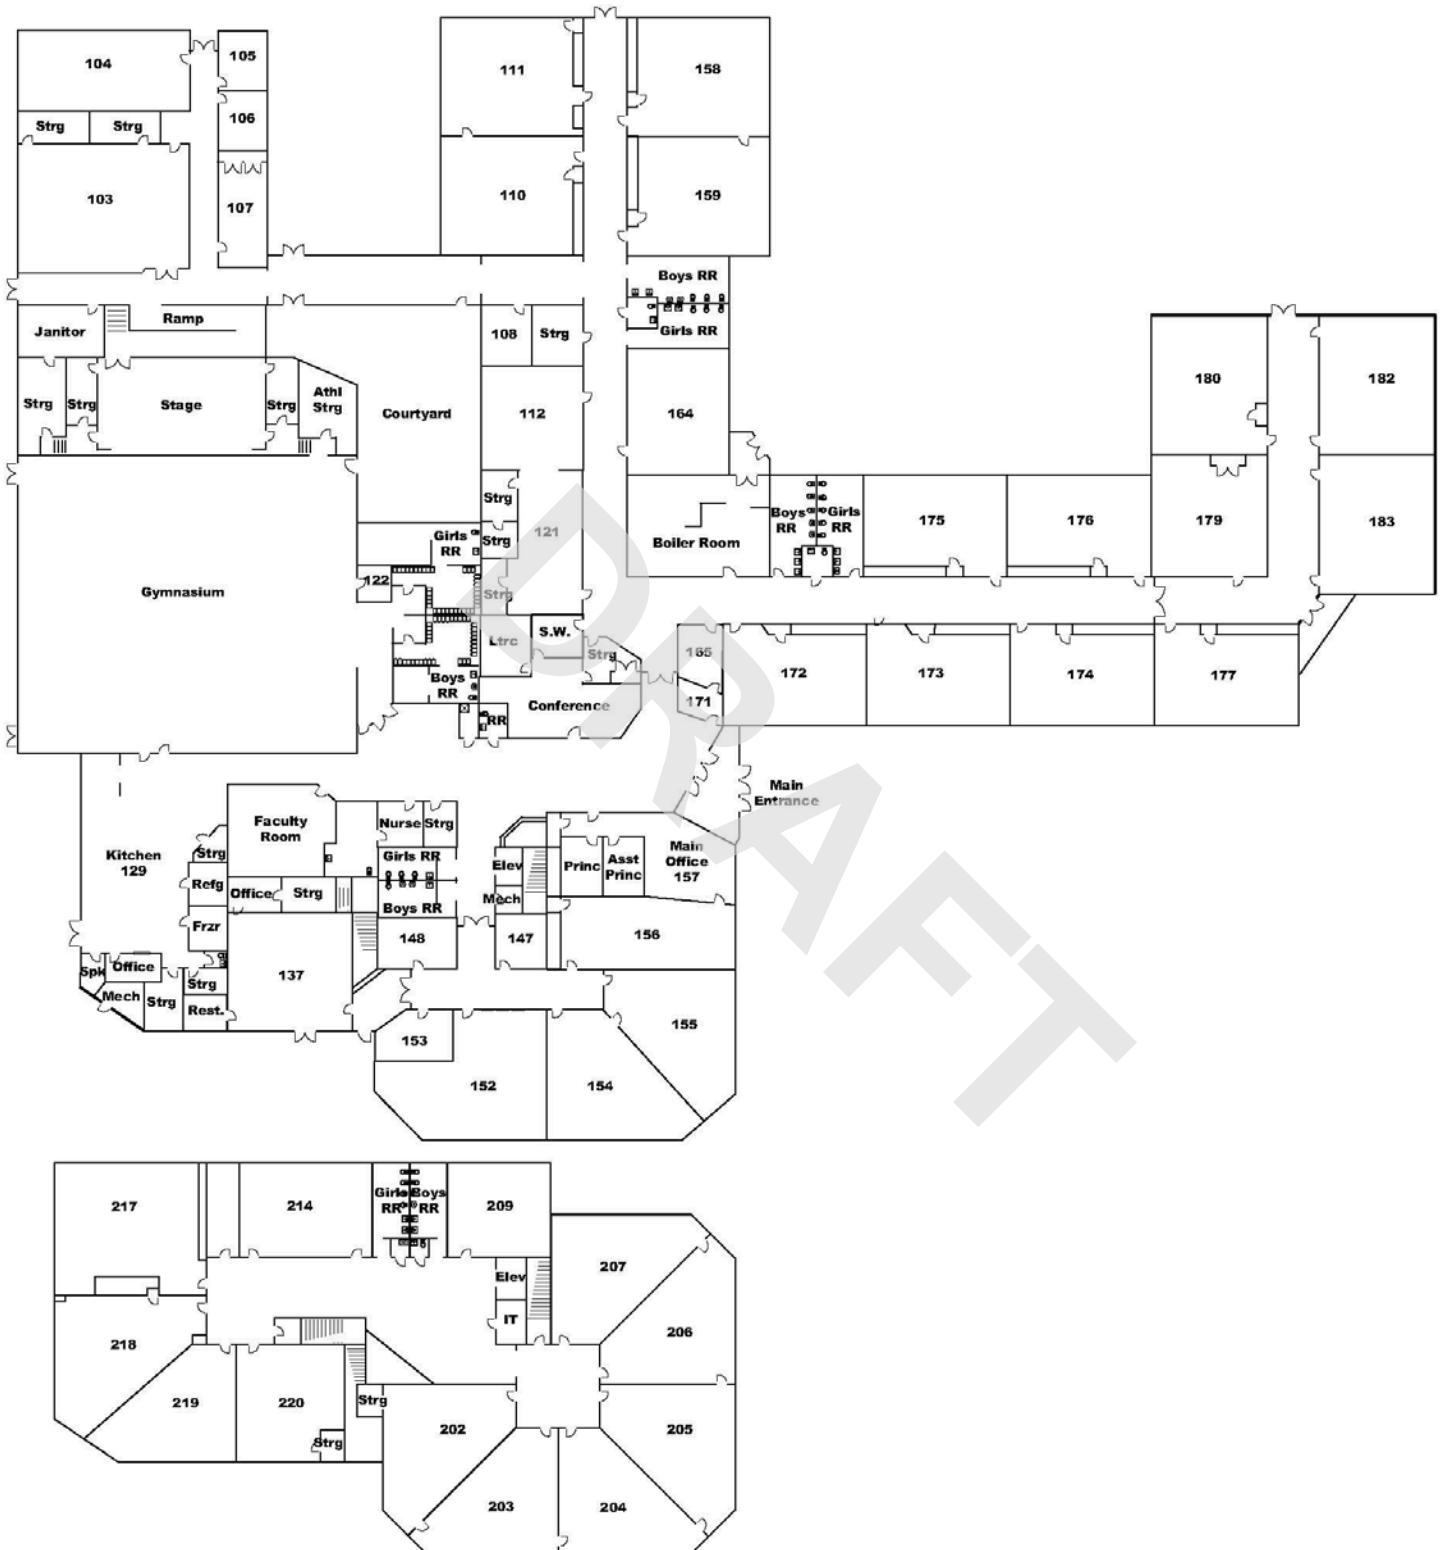 104
105
111
158
106
Strg
Strg
103
107
110
159
Boys RR
Girls RR
Janitor
Ramp
108
Strg
Strg
Strg
Stage
Strg
Athl
Strg
Courtyard
112
164
180
182
Strg
Strg
121
Girls
RR
Boiler Room
Boys
RR
Girls
RR
175
176
179
183
Gymnasium
122
Strg
Ltrc
S.W.
Strg
165
172
173
174
177
Boys
RR
RR
Conference
171
Main
Entrance
Faculty
Room
Nurse
Strg
Kitchen
129
Strg
Girls RR
Elev
Princ
Asst
Princ
Main
Office
157
Refg
Office
Strg
Boys RR
Mech
Frzr
148
147
156
Spk
Office
137
Mech
Strg
Strg
Rest.
153
155
152
154
DRAFT
217
214
Girls
RR
Boys
RR
209
207
Elev
IT
218
206
219
220
Strg
202
205
Strg
203
204